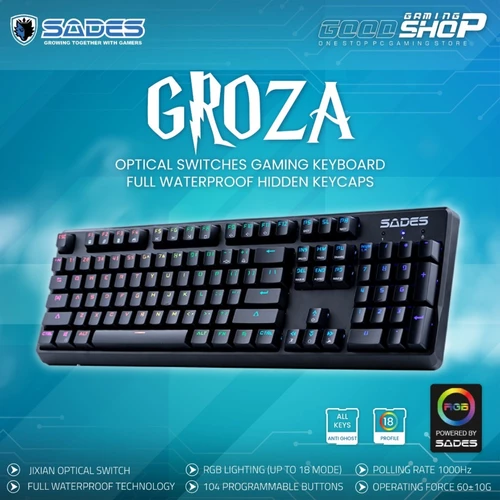 SADES
GROWING TOGETHER WITH GAMERS
GAMING
GOODSHOP
ONE STOP PC GAMING STORE
GROZA
OPTICAL SWITCHES GAMING KEYBOARD
FULL WATERPROOF HIDDEN KEYCAPS
SADES
ALL
KEYS
ANTI GHOST
18
PROFILE
RGB
POWERED BY
SADES
JIXIAN OPTICAL SWITCH
RGB LIGHTING (UP TO 18 MODE)
POLLING RATE 1000Hz
FULL WATERPROOF TECHNOLOGY
104 PROGRAMMABLE BUTTONS
OPERATING FORCE 60±10G